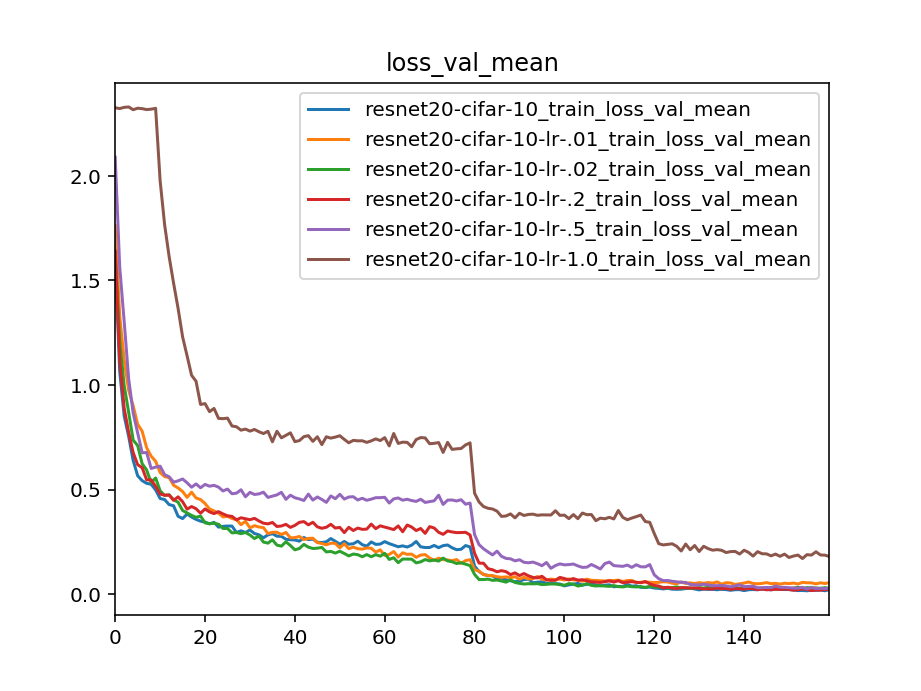 loss_val_mean
resnet20-cifar-10_train_loss_val_mean
resnet20-cifar-10-lr-.01_train_loss_val_mean
resnet20-cifar-10-lr-.02_train_loss_val_mean
resnet20-cifar-10-lr-.2_train_loss_val_mean
resnet20-cifar-10-lr-.5_train_loss_val_mean
resnet20-cifar-10-lr-1.0_train_loss_val_mean
2.0
1.5
1.0
0.5
0.0
0 20 40 60 80 100 120 140